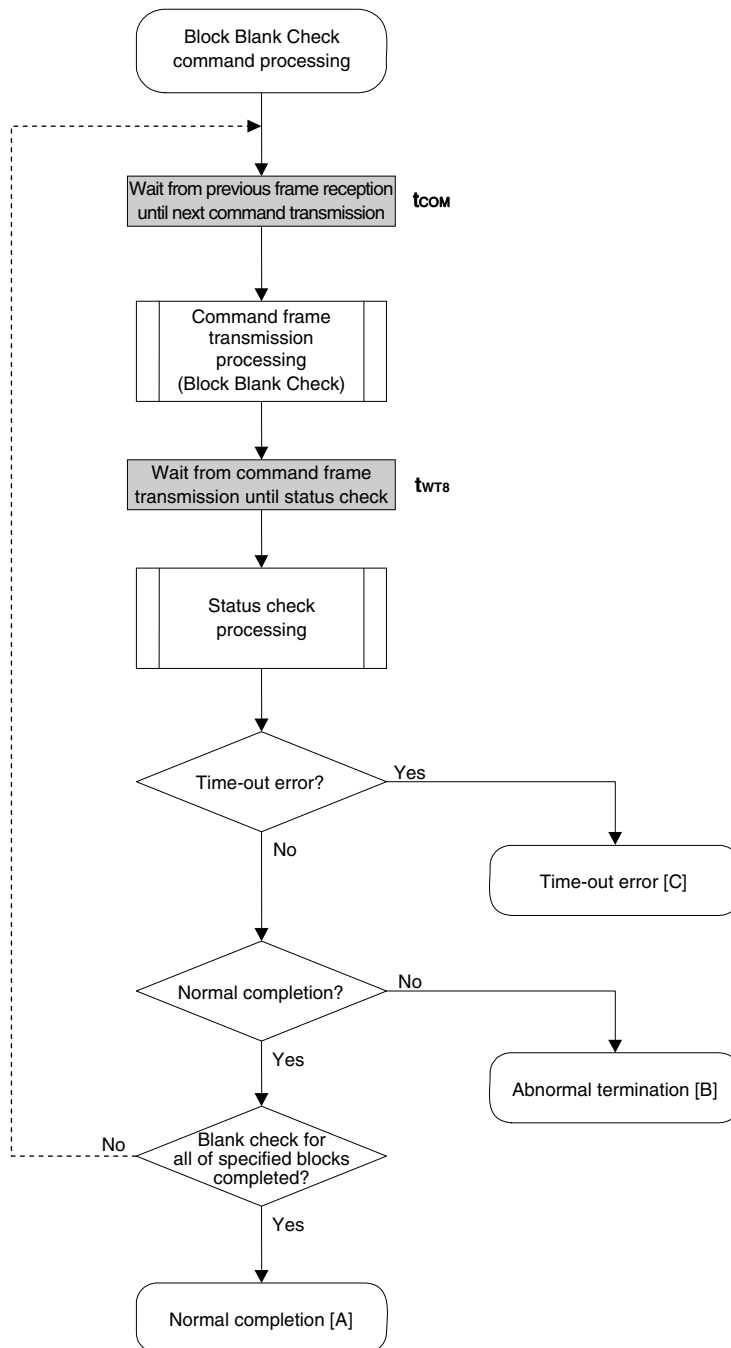 Block Blank Check
command processing
Wait from previous frame reception
until next command transmission
tCOM
Command frame
transmission
processing
(Block Blank Check)
Wait from command frame
transmission until status check
tWT8
Status check
processing
Time-out error?
Yes
No
Time-out error [C]
Normal completion?
No
Yes
Abnormal termination [B]
No
Blank check for
all of specified blocks
completed?
Yes
Normal completion [A]